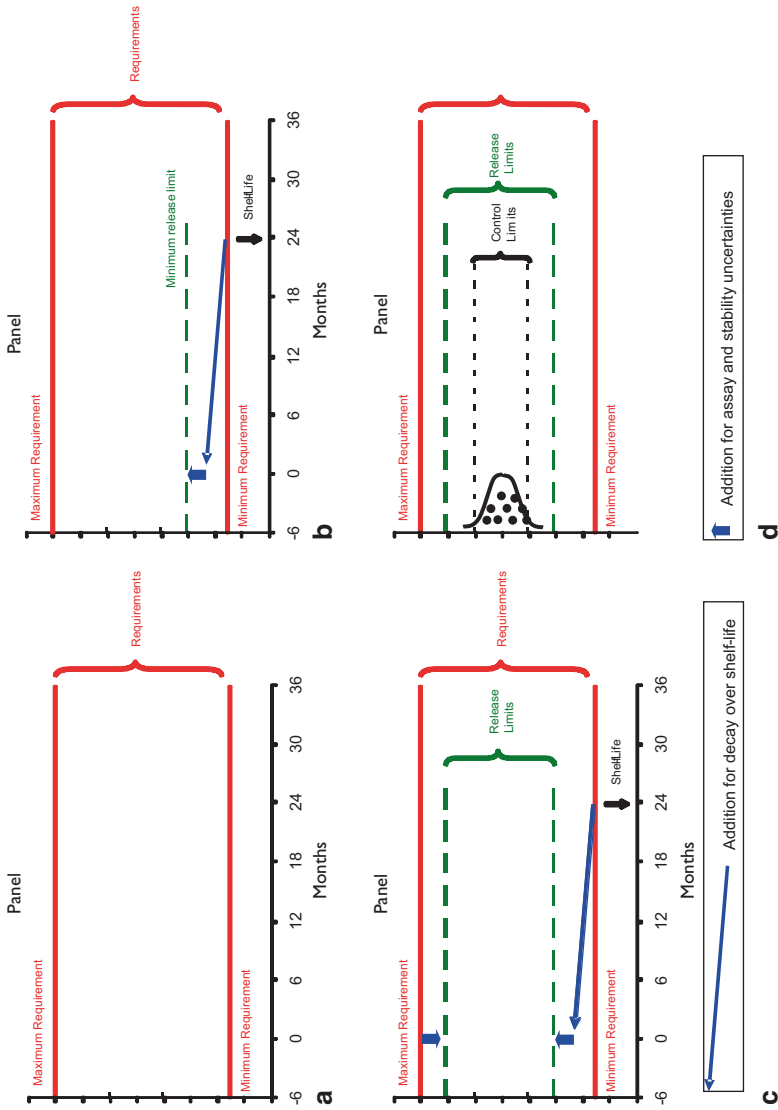 Panel
Maximum Requirement
Requirements
Minimum Requirement
-6 0 6 12 18 24 30 36
Months
a
Panel
Maximum Requirement
Requirements
Minimum release limit
Minimum Requirement
Shelf-Life
-6 0 6 12 18 24 30 36
Months
b
Panel
Maximum Requirement
Release
Limits
Requirements
Minimum Requirement
Shelf-Life
-6 0 6 12 18 24 30 36
Months
c
Addition for decay over shelf-life
Panel
Maximum Requirement
Control
Lim its
Release
Limits
Minimum Requirement
d
Addition for assay and stability uncertainties